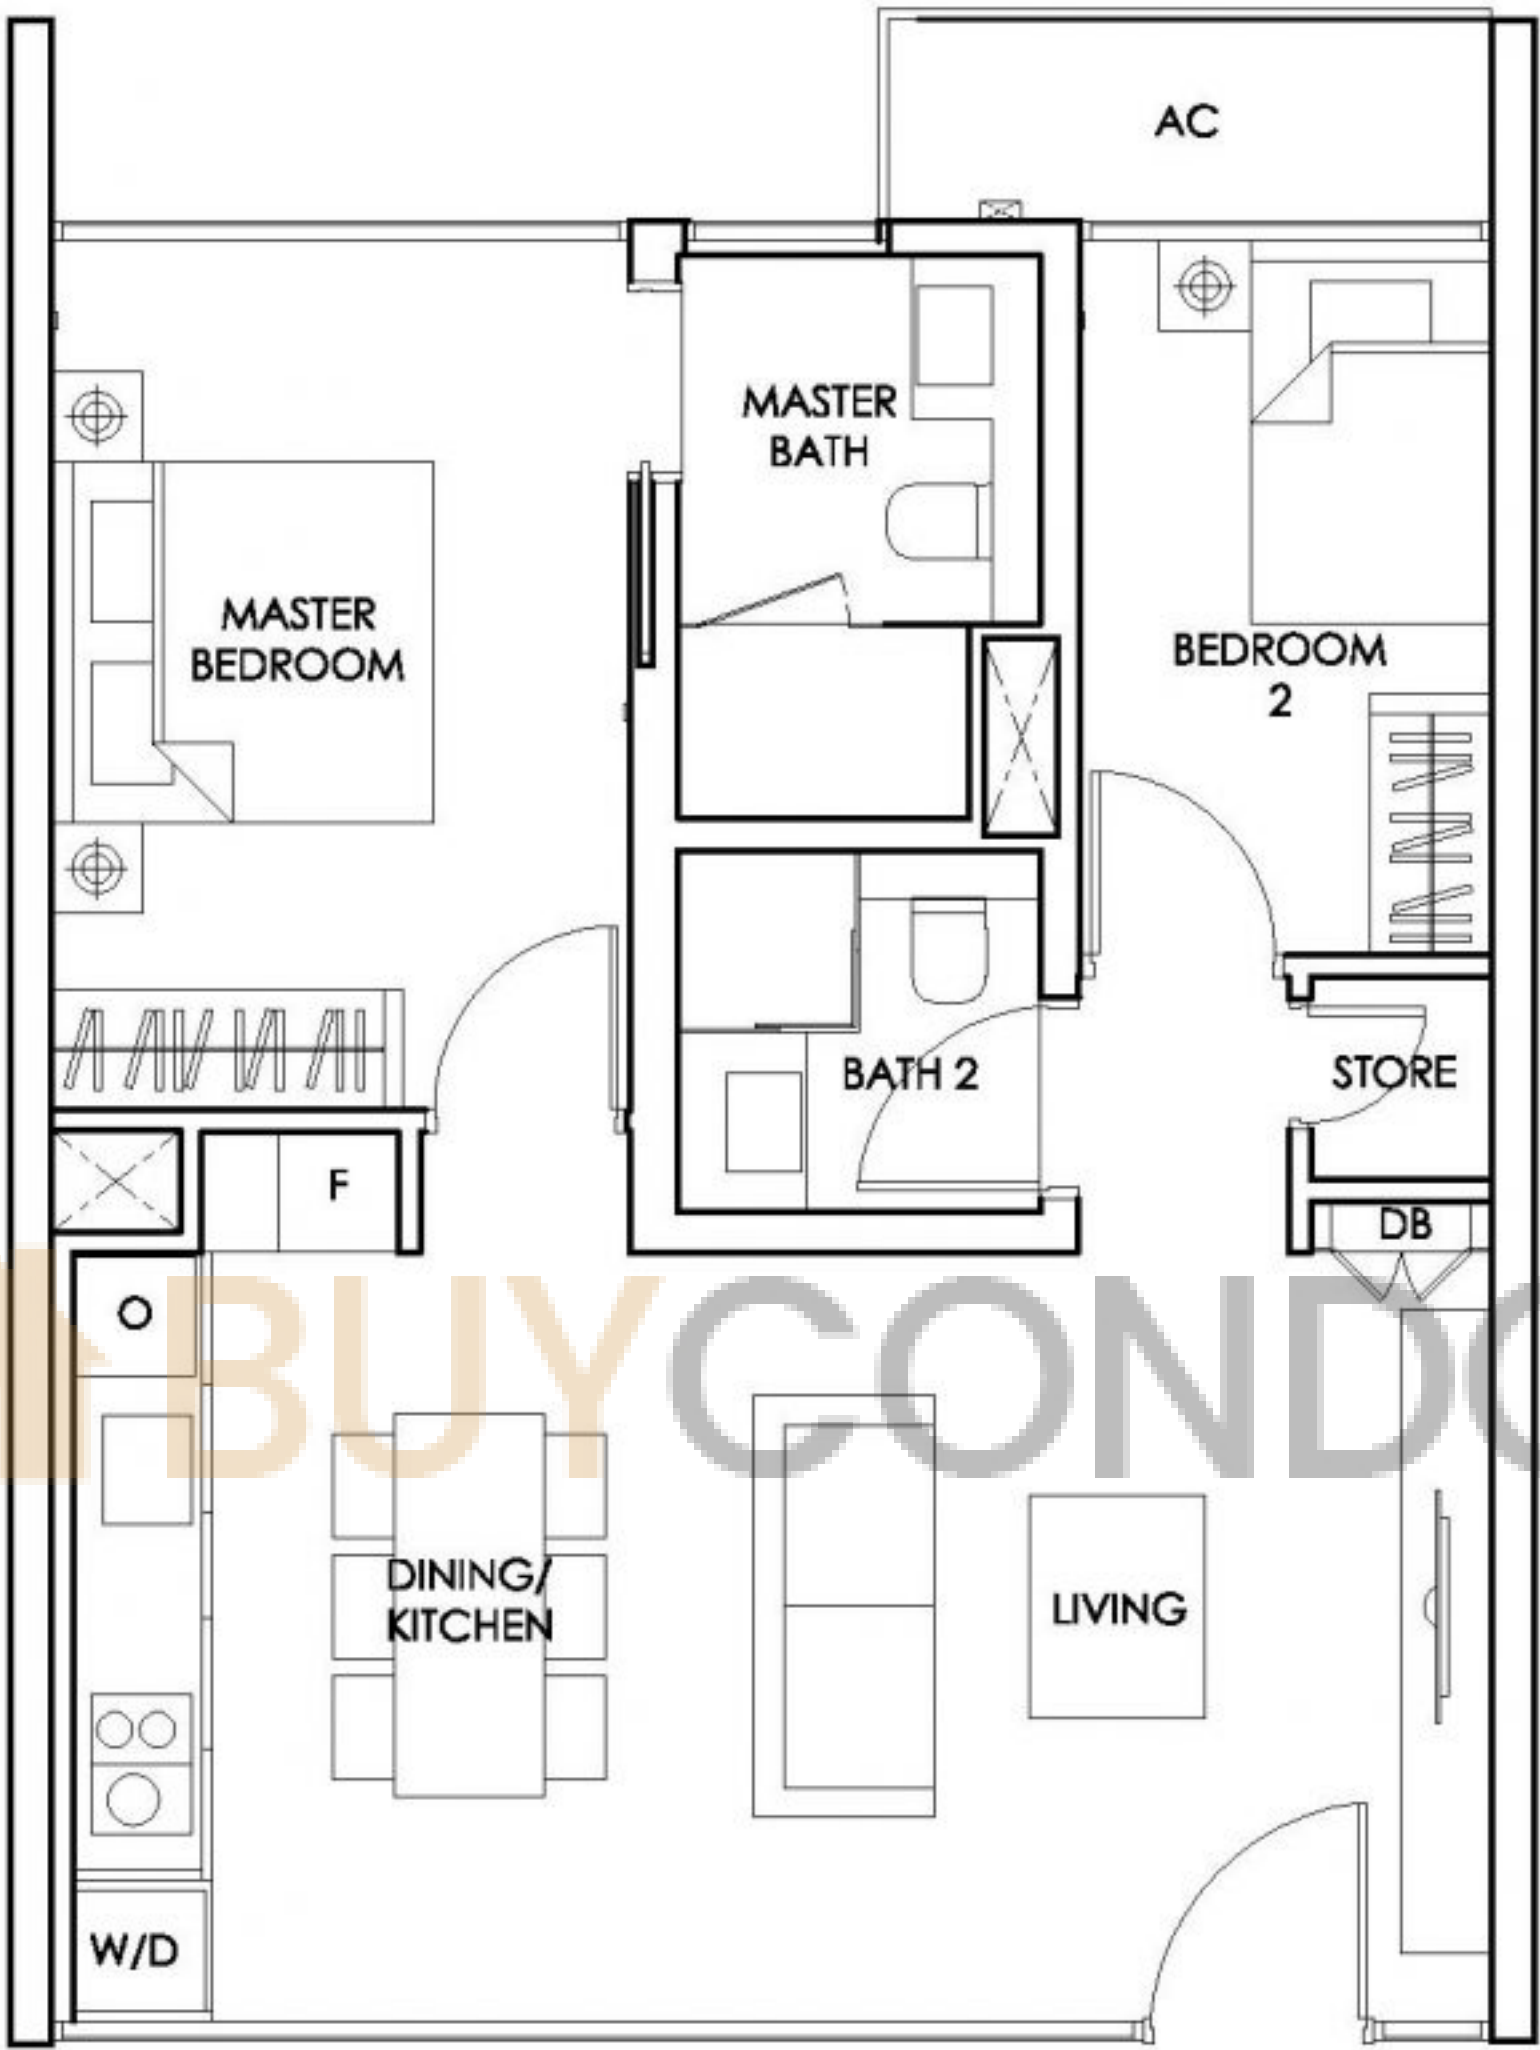 AC
MASTER
BATH
MASTER
BEDROOM
BEDROOM
2
BATH 2
STORE
F
DB
O
BUYCONDO
DINING/
KITCHEN
LIVING
W/D